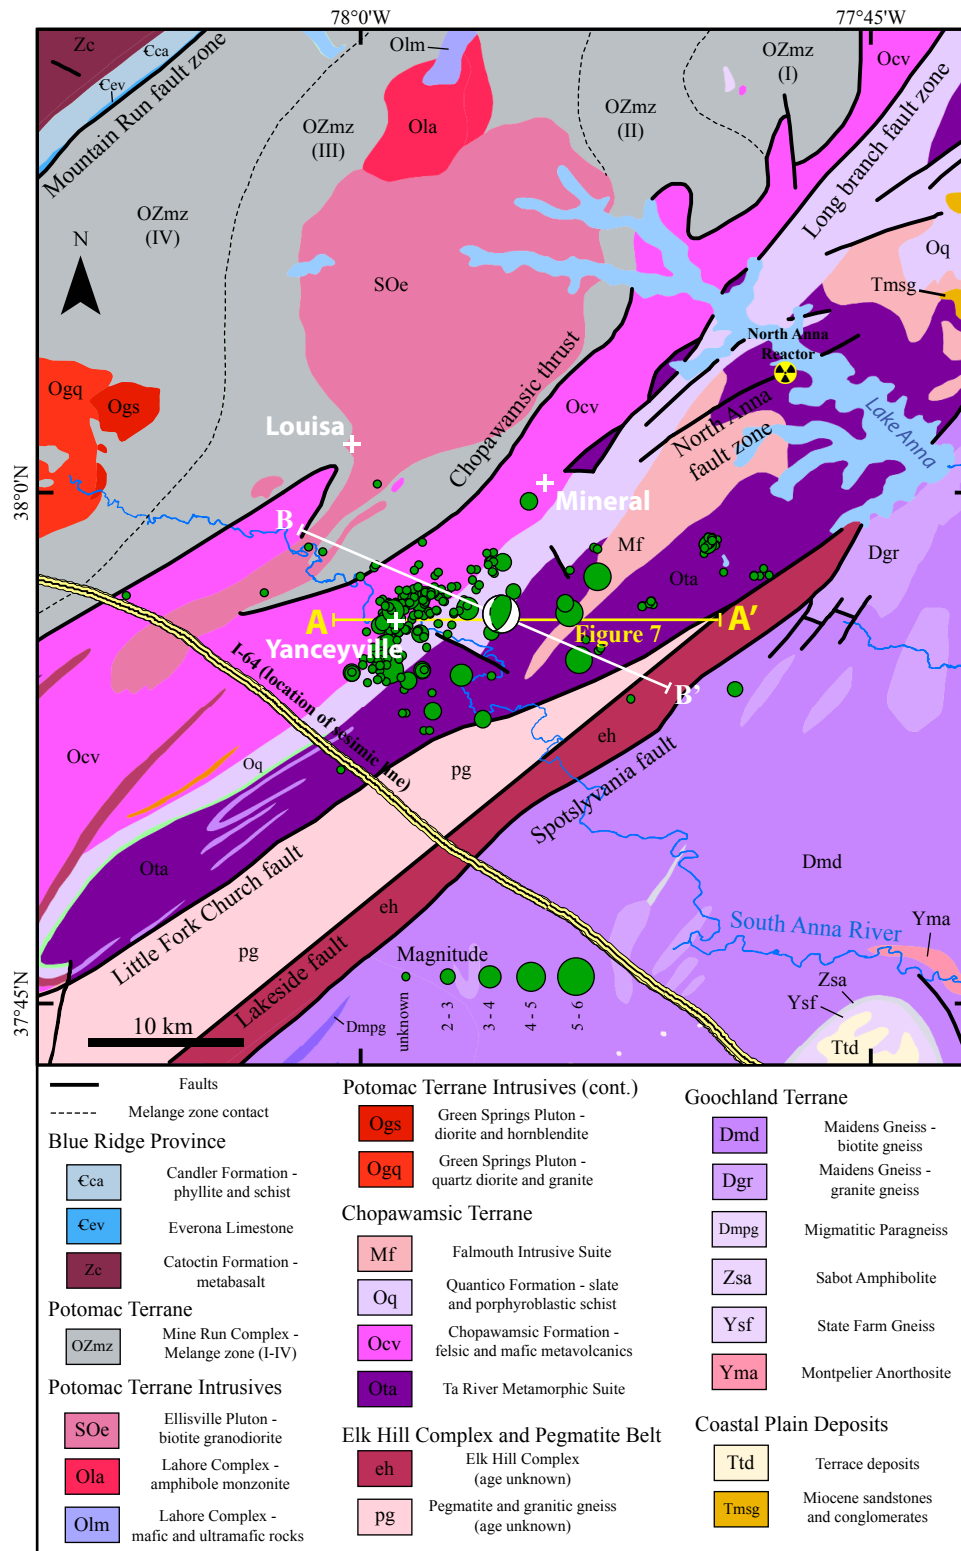 78°0'W
77°45'W
Zc
Єca
Єev
Mountain Run fault zone
Olm
Ola
OZmz
(III)
OZmz
(II)
OZmz
(I)
Ocv
Long branch fault zone
OZmz
(IV)
N
SOe
Oq
Tmsg
North Anna
Reactor
Lake Anna
Ogq
Ogs
Chopawamsic thrust
Ocv
North Anna
fault zone
Louisa
Mineral
38°0'N
B
Mf
Ota
Dgr
A
A'
Figure 7
Yanceyville
B'
I-64 (location of sesimic line)
Ocv
Oq
pg
eh
Spotslyvania fault
Ota
Dmd
Little Fork Church fault
pg
eh
Lakeside fault
South Anna River
Yma
Zsa
Ysf
Ttd
Dmpg
Magnitude
unknown
2 - 3
3 - 4
4 - 5
5 - 6
37°45'N
10 km
Faults
Melange zone contact
Blue Ridge Province
Єca
Candler Formation -
phyllite and schist
Єev
Everona Limestone
Zc
Catoctin Formation -
metabasalt
Potomac Terrane
OZmz
Mine Run Complex -
Melange zone (I-IV)
Potomac Terrane Intrusives
SOe
Ellisville Pluton -
biotite granodiorite
Ola
Lahore Complex -
amphibole monzonite
Olm
Lahore Complex -
mafic and ultramafic rocks
Potomac Terrane Intrusives (cont.)
Ogs
Green Springs Pluton -
diorite and hornblendite
Ogq
Green Springs Pluton -
quartz diorite and granite
Chopawamsic Terrane
Mf
Falmouth Intrusive Suite
Oq
Quantico Formation - slate
and porphyroblastic schist
Ocv
Chopawamsic Formation -
felsic and mafic metavolcanics
Ota
Ta River Metamorphic Suite
Elk Hill Complex and Pegmatite Belt
eh
Elk Hill Complex
(age unknown)
pg
Pegmatite and granitic gneiss
(age unknown)
Goochland Terrane
Dmd
Maidens Gneiss -
biotite gneiss
Dgr
Maidens Gneiss -
granite gneiss
Dmpg
Migmatitic Paragneiss
Zsa
Sabot Amphibolite
Ysf
State Farm Gneiss
Yma
Montpelier Anorthosite
Coastal Plain Deposits
Ttd
Terrace deposits
Tmsg
Miocene sandstones
and conglomerates